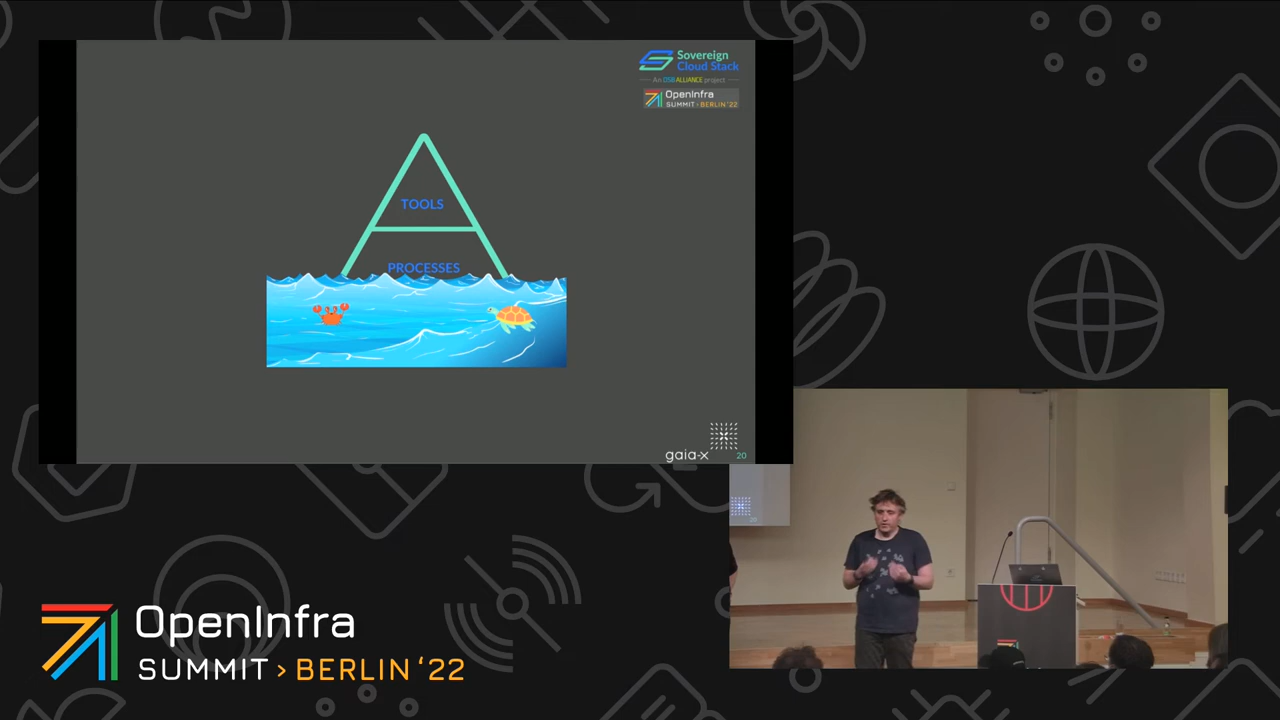 Sovereign
Cloud Stack
An OSB ALLIANCE project
OpenInfra
SUMMIT › BERLIN '22
TOOLS
PROCESSES
gaia-x
20
OpenInfra
SUMMIT › BERLIN '22
20